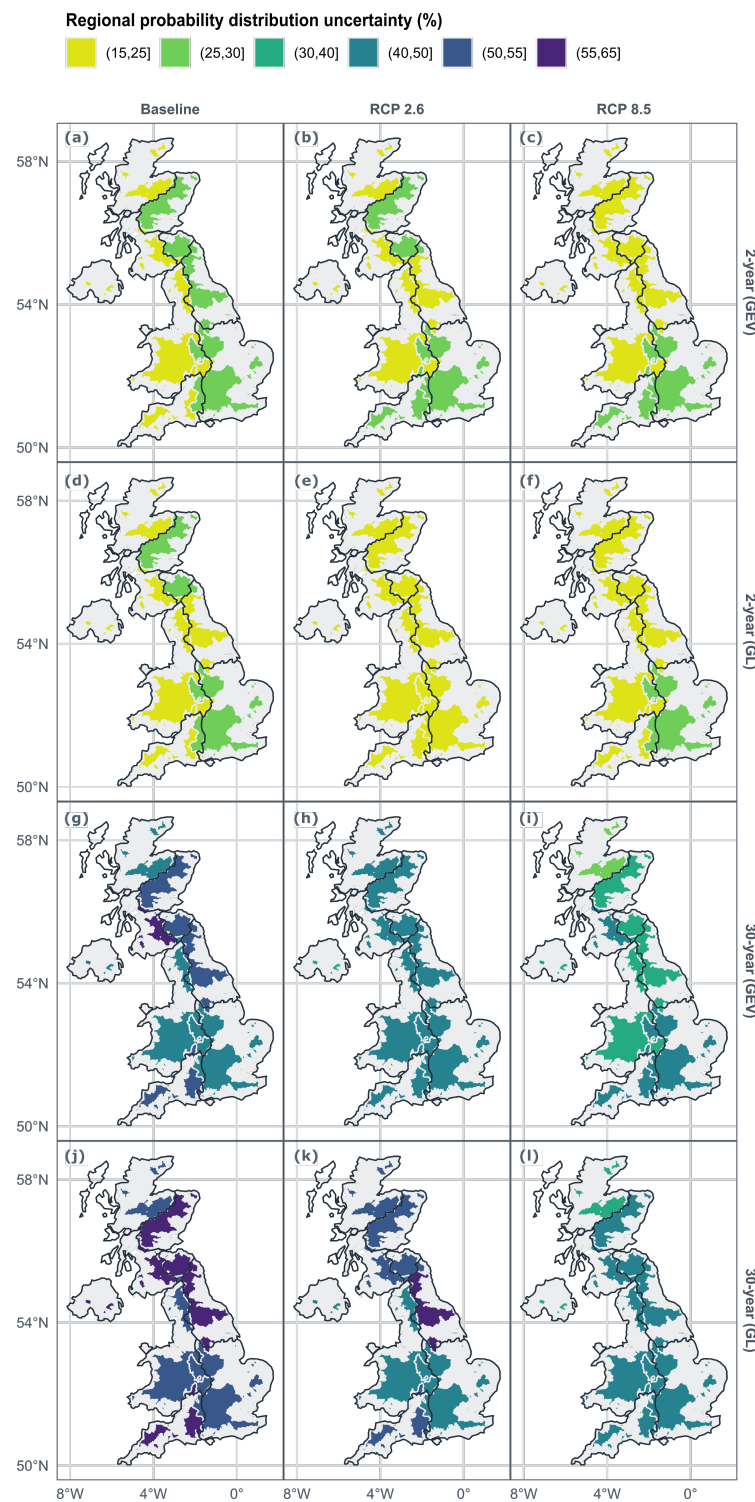 Regional probability distribution uncertainty (%)
(15,25] (25,30] (30,40] (40,50] (50,55] (55,65]
Baseline RCP 2.6 RCP 8.5
(a) (b) (c)
58°N
54°N
50°N
2-year (GEV)
(d) (e) (f)
58°N
54°N
50°N
2-year (GL)
(g) (h) (i)
58°N
54°N
50°N
30-year (GEV)
(j) (k) (l)
58°N
54°N
50°N
30-year (GL)
8°W 4°W 0° 8°W 4°W 0° 8°W 4°W 0°